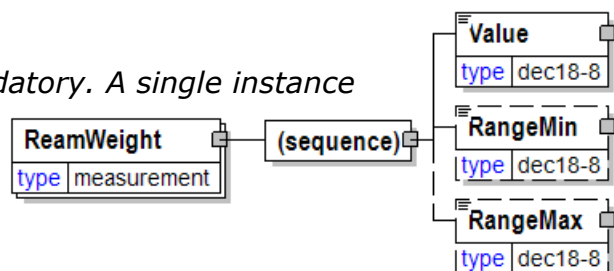 Value
type dec18-8
datory. A single instance
ReamWeight
type measurement
(sequence)
RangeMin
type dec18-8
RangeMax
type dec18-8